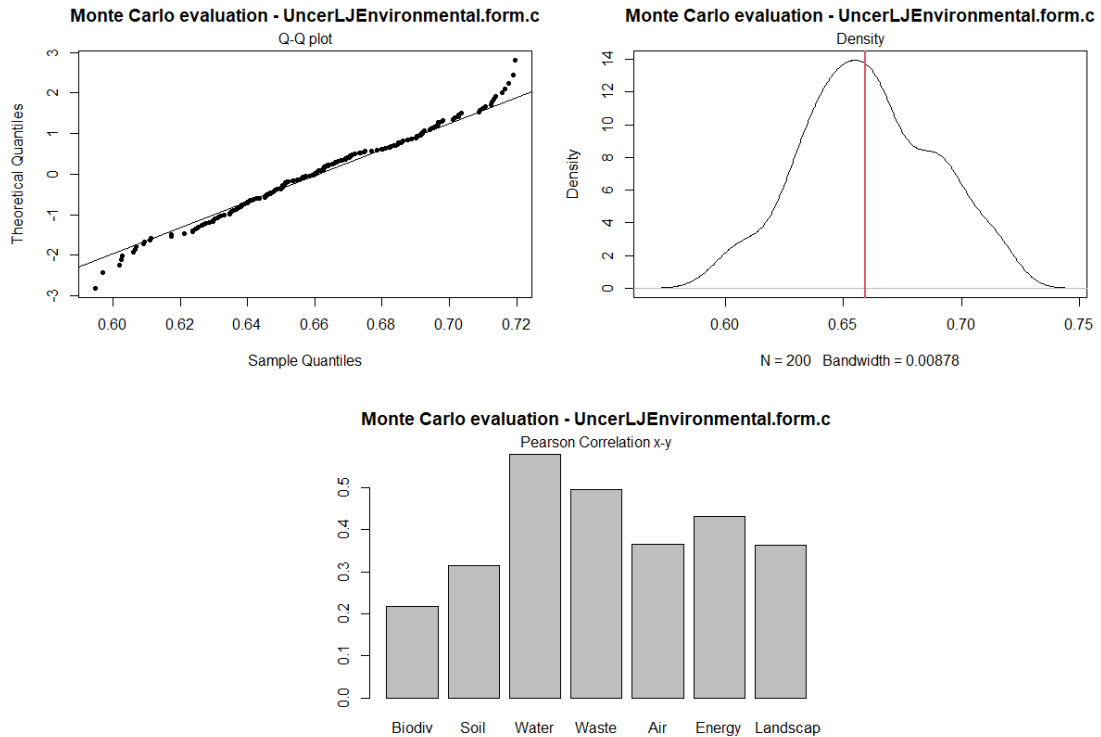 Monte Carlo evaluation - UncerLJEnvironmental.form.c
Q-Q plot
Theoretical Quantiles
3
2
1
0
-1
-2
-3
0.60 0.62 0.64 0.66 0.68 0.70 0.72
Sample Quantiles
Monte Carlo evaluation - UncerLJEnvironmental.form.c
Density
Density
14
12
10
8
6
4
2
0
0.60 0.65 0.70 0.75
N = 200 Bandwidth = 0.00878
Monte Carlo evaluation - UncerLJEnvironmental.form.c
Pearson Correlation x-y
0.5
0.4
0.3
0.2
0.1
0.0
Biodiv Soil Water Waste Air Energy Landscap